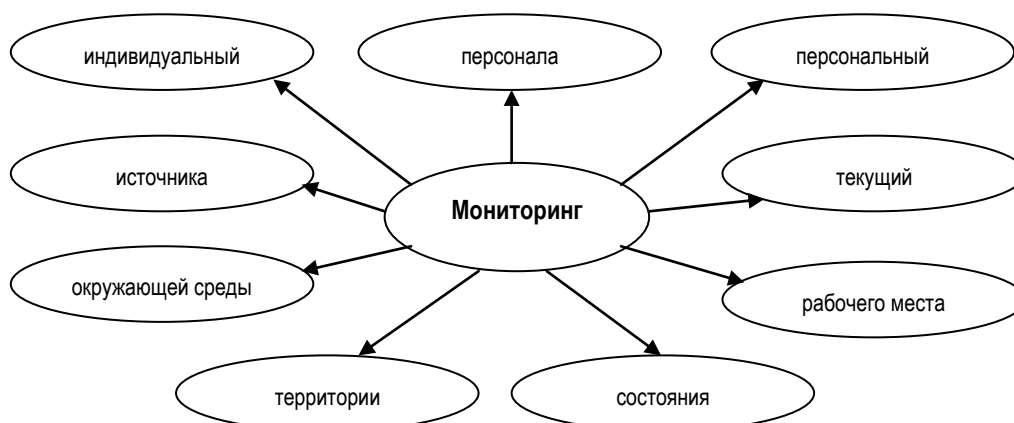 индивидуальный
персонала
персональный
источника
текущий
Мониторинг
окружающей среды
рабочего места
территории
состояния